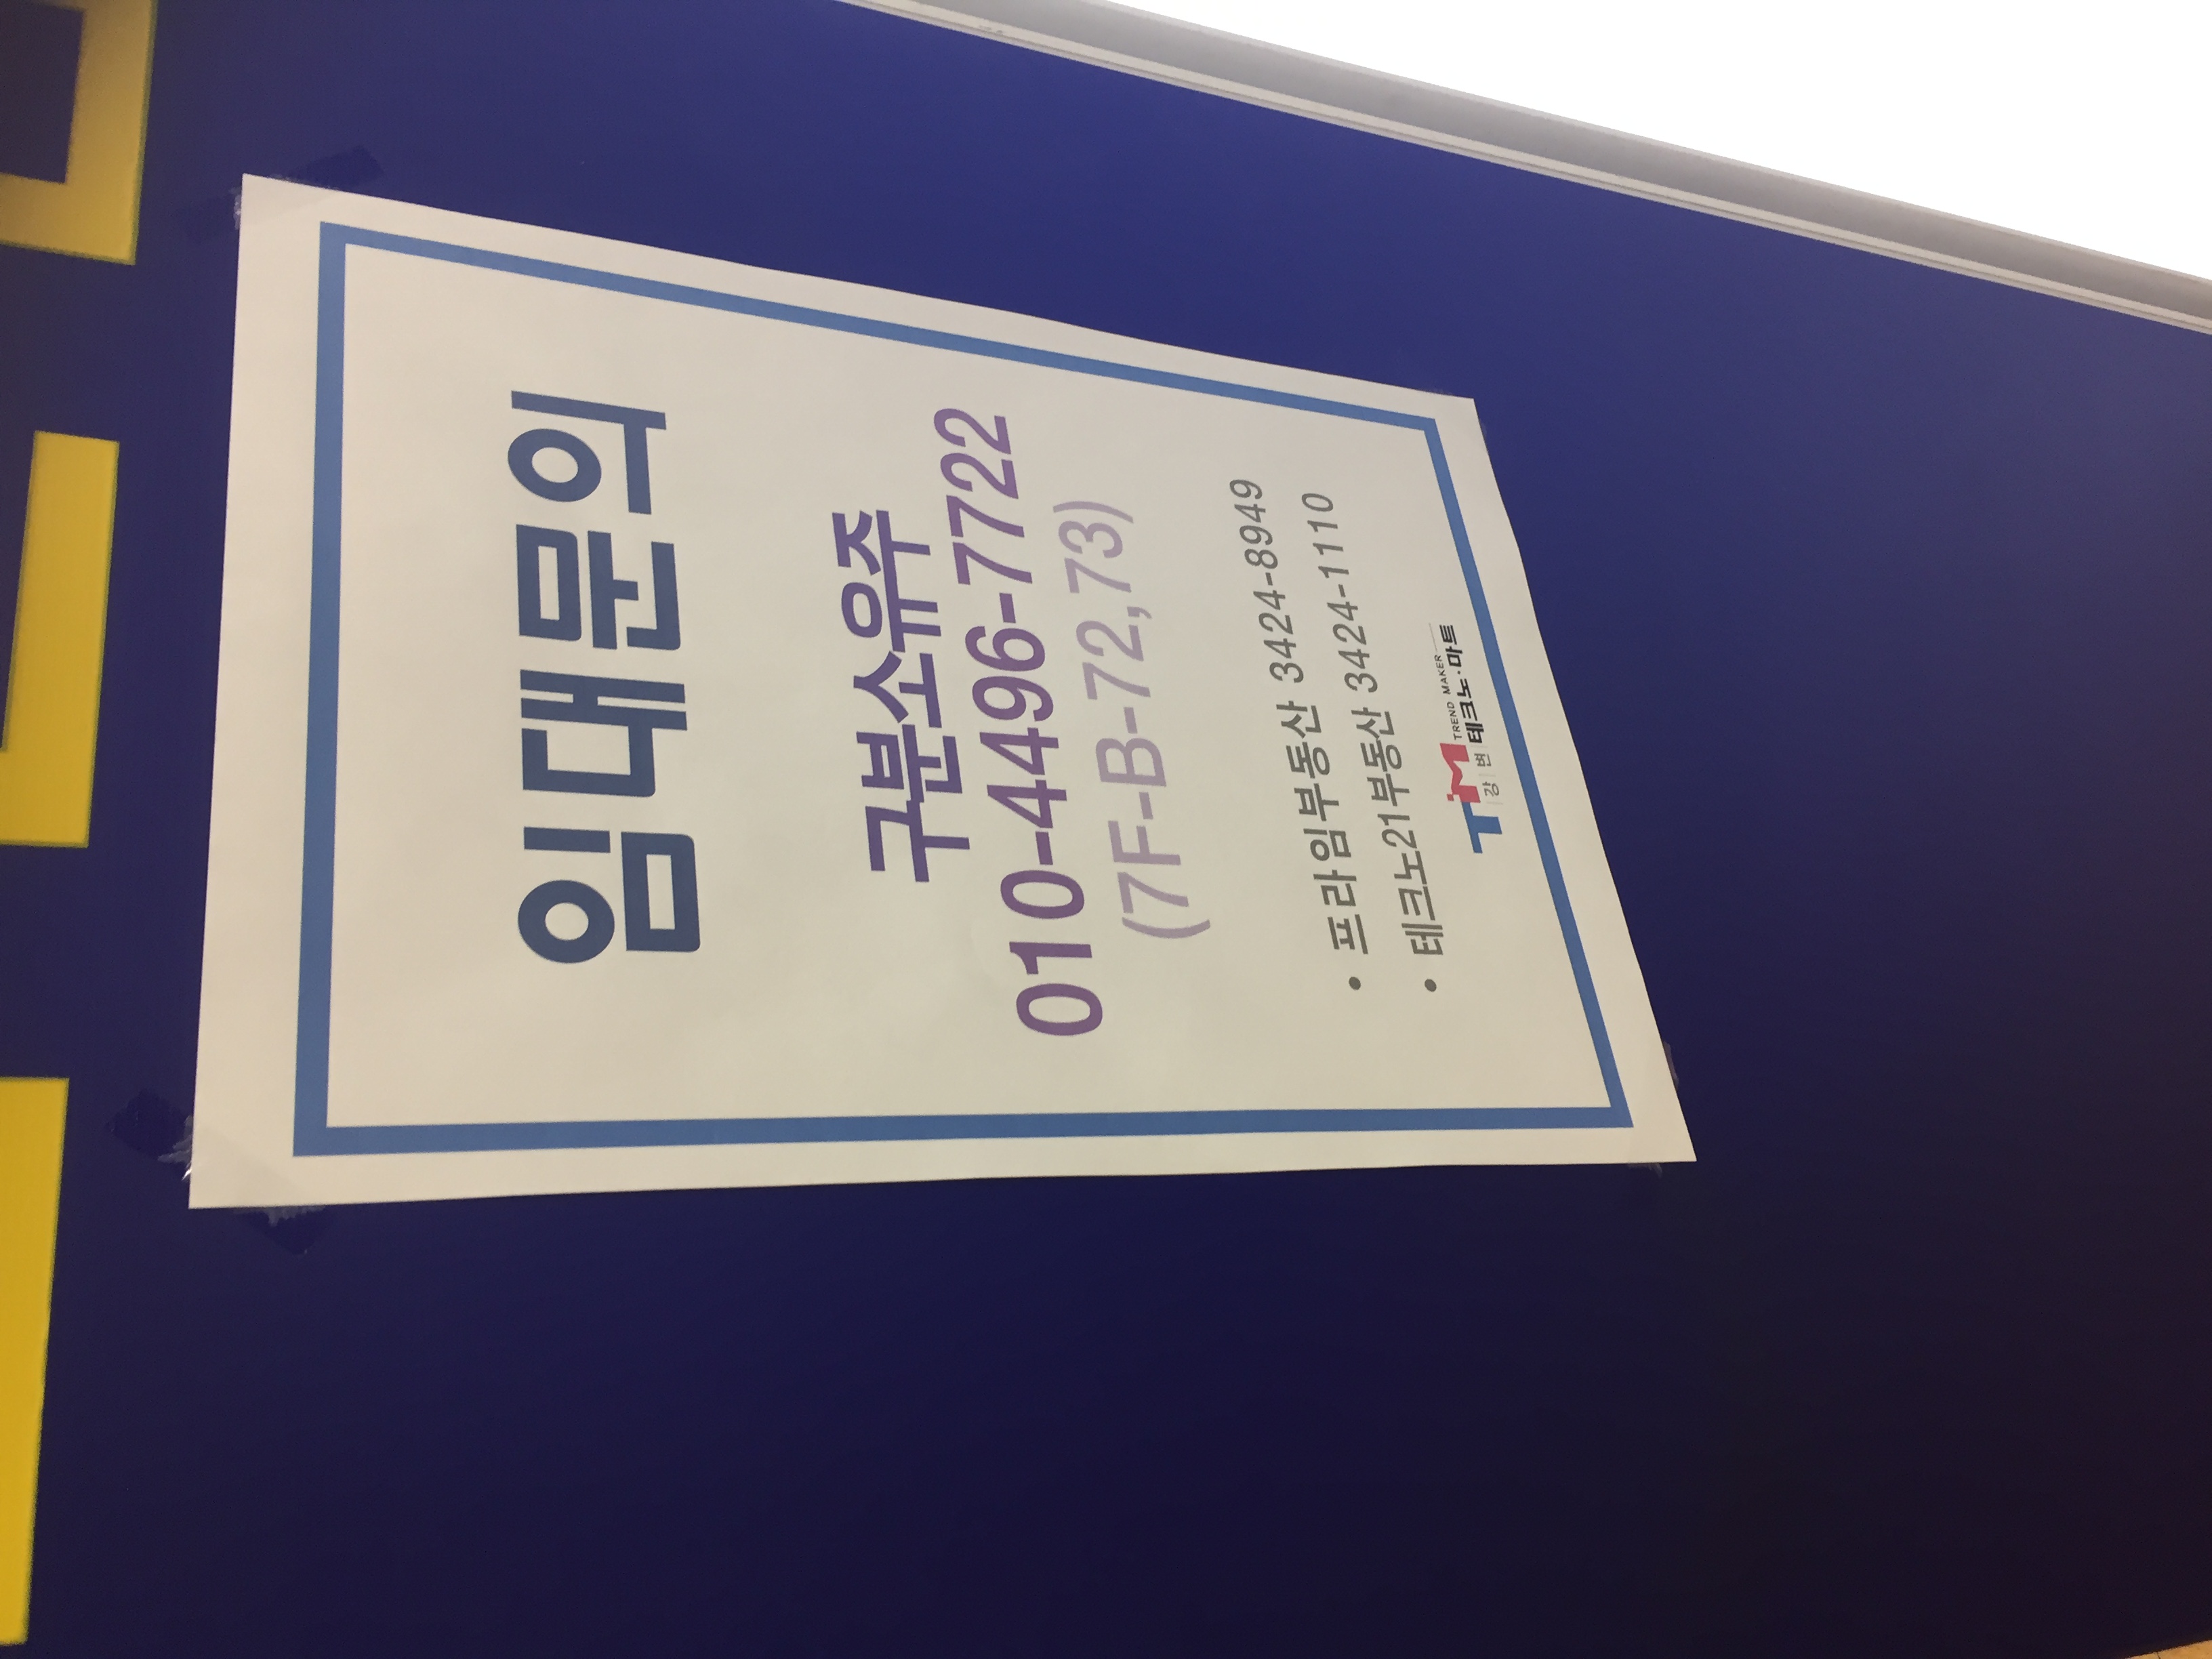 임대문의
구분소유주
010-4496-7722
(7F-B-72,73)
• 프라임부동산 3424-8949
• 테크노21부동산 3424-1110
TM TREND MAKER
강변 테크노·마트